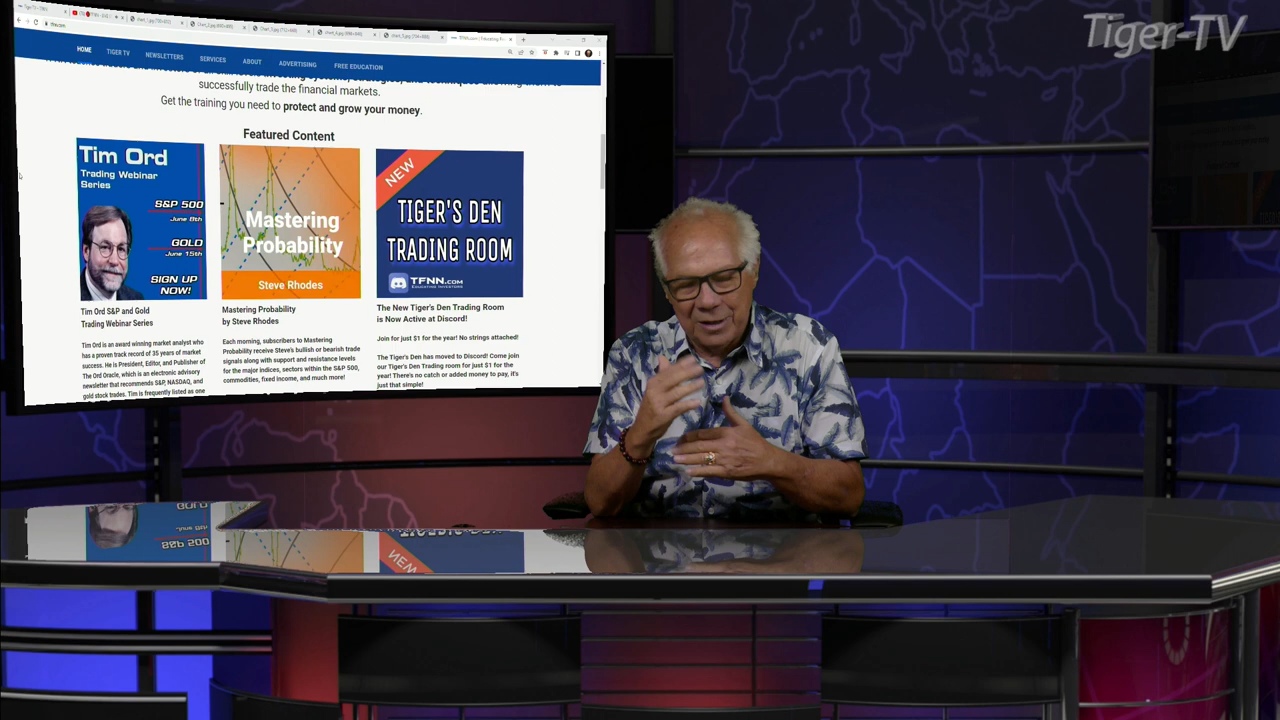 Tiger-TV
HOME TIGER TV NEWSLETTERS SERVICES ABOUT ADVERTISING FREE EDUCATION
successfully trade the financial markets.
Get the training you need to protect and grow your money.
Featured Content
Tim Ord
Trading Webinar
Series
S&P 500
June 8th
GOLD
June 15th
SIGN UP
NOW!
Tim Ord S&P and Gold
Trading Webinar Series
Tim Ord is an award winning market analyst who
has a proven track record of 35 years of market
success. He is President, Editor, and Publisher of
The Ord Oracle, which is an electronic advisory
newsletter that recommends S&P, NASDAQ, and
gold stock trades. Tim is frequently listed as one
Mastering
Probability
Steve Rhodes
Mastering Probability
by Steve Rhodes
Each morning, subscribers to Mastering
Probability receive Steve's bullish or bearish trade
signals along with support and resistance levels
for the major indices, sectors within the S&P 500,
commodities, fixed income, and much more!
NEW
TIGER'S DEN
TRADING ROOM
TFNN.COM
EDUCATING INVESTORS
The New Tiger's Den Trading Room
is Now Active at Discord!
Join for just $1 for the year! No strings attached!
The Tiger's Den has moved to Discord! Come join
our Tiger's Den Trading room for just $1 for the
year! There's no catch or added money to pay, it's
just that simple!